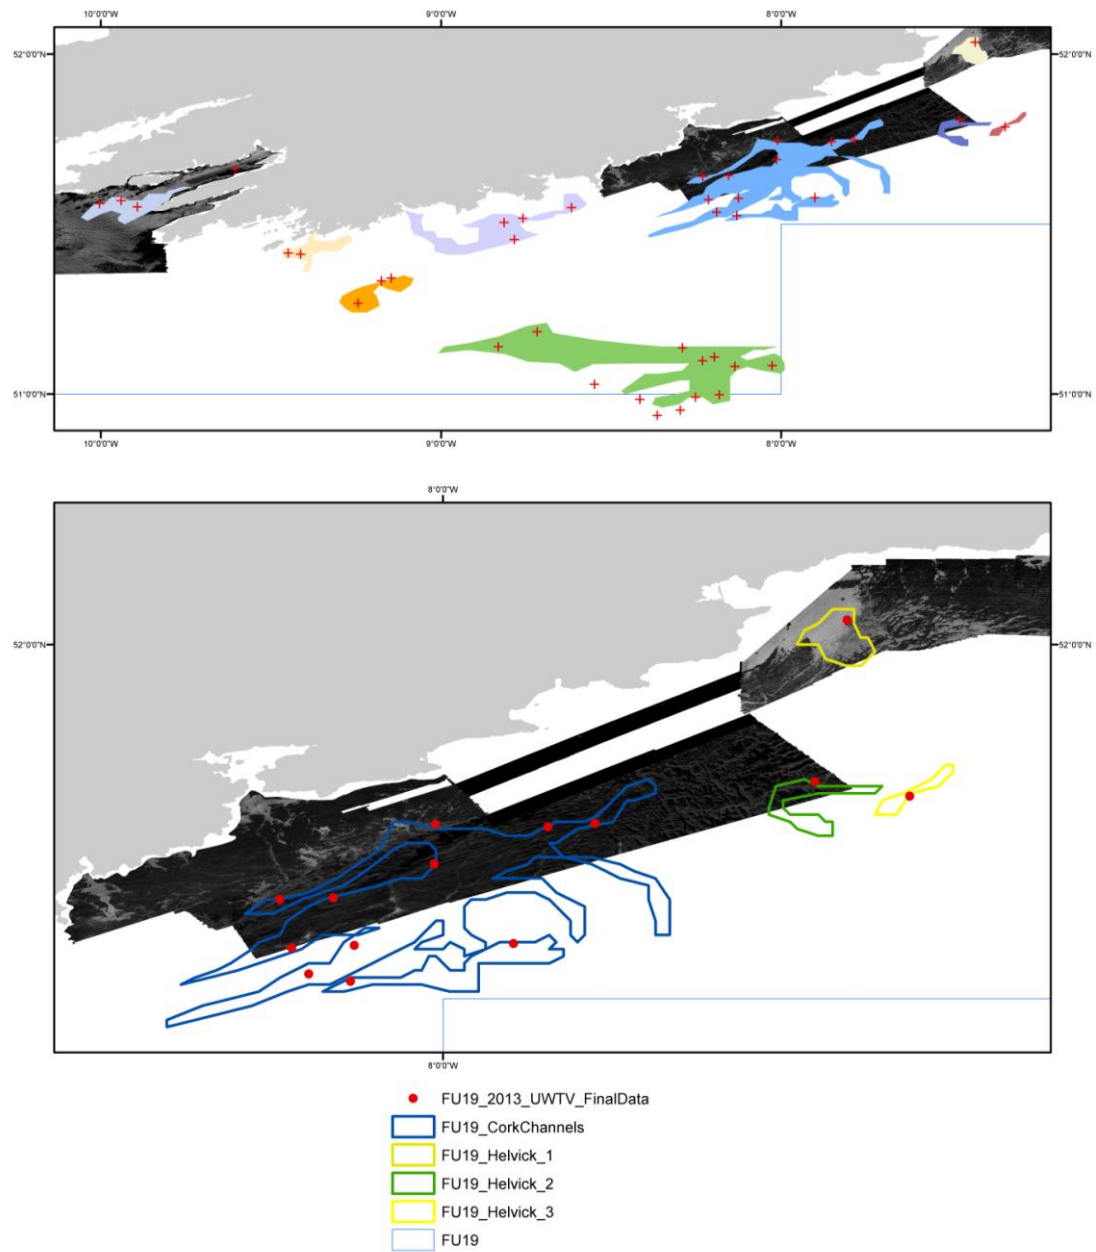 10°0'0"W 9°0'0"W 8°0'0"W
52°0'0"N 52°0'0"N
51°0'0"N 51°0'0"N
10°0'0"W 9°0'0"W 8°0'0"W
8°0'0"W
52°0'0"N 52°0'0"N
8°0'0"W
FU19_2013_UWTV_FinalData
FU19_CorkChannels
FU19_Helvick_1
FU19_Helvick_2
FU19_Helvick_3
FU19